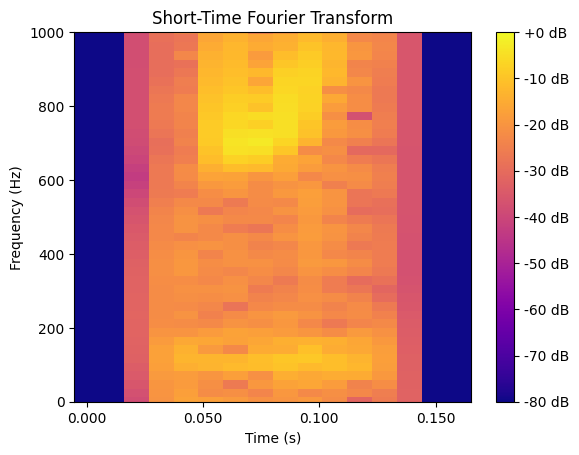 Short-Time Fourier Transform
1000
800
600
400
200
0
Frequency (Hz)
0.000
0.050
0.100
0.150
Time (s)
+0 dB
-10 dB
-20 dB
-30 dB
-40 dB
-50 dB
-60 dB
-70 dB
-80 dB